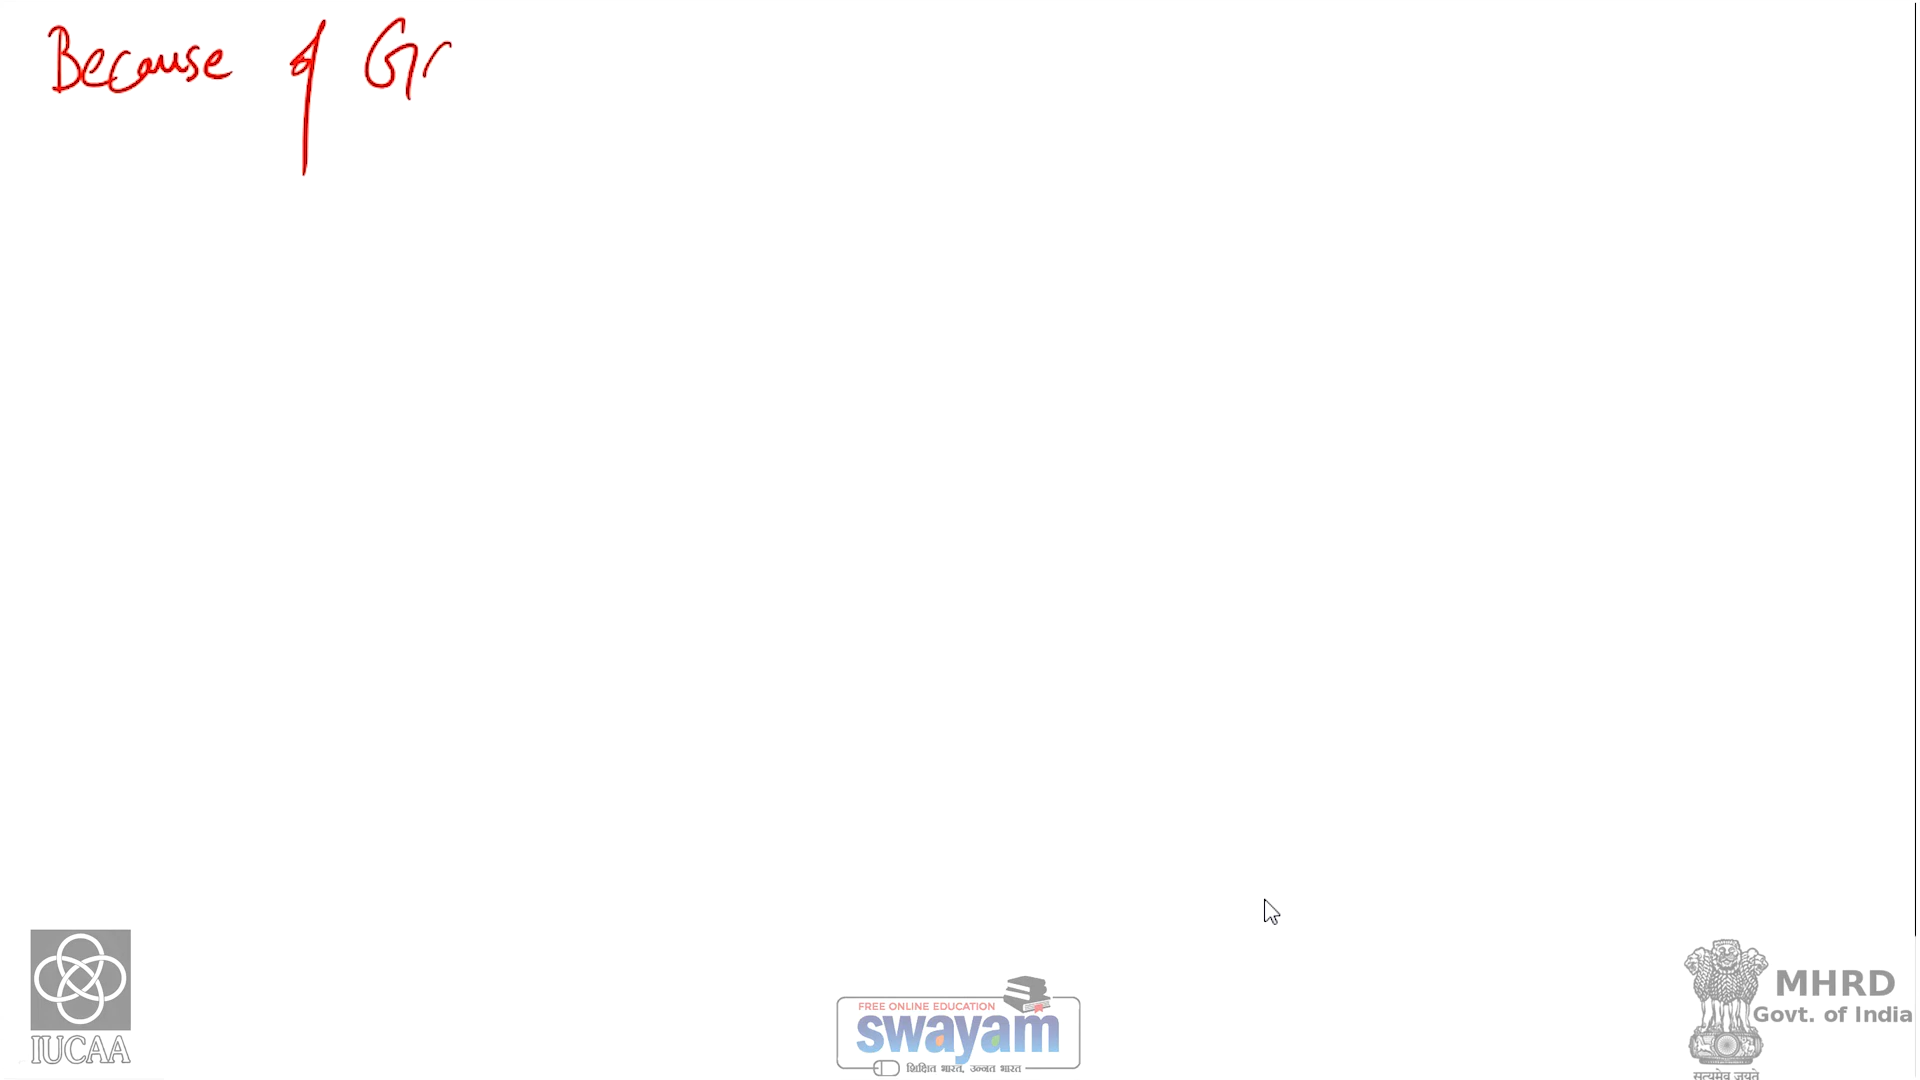 Because of Gr
IUCAA
FREE ONLINE EDUCATION
swayam
शिक्षित भारत, उन्नत भारत
MHRD
Govt. of India
सत्यमेव जयते